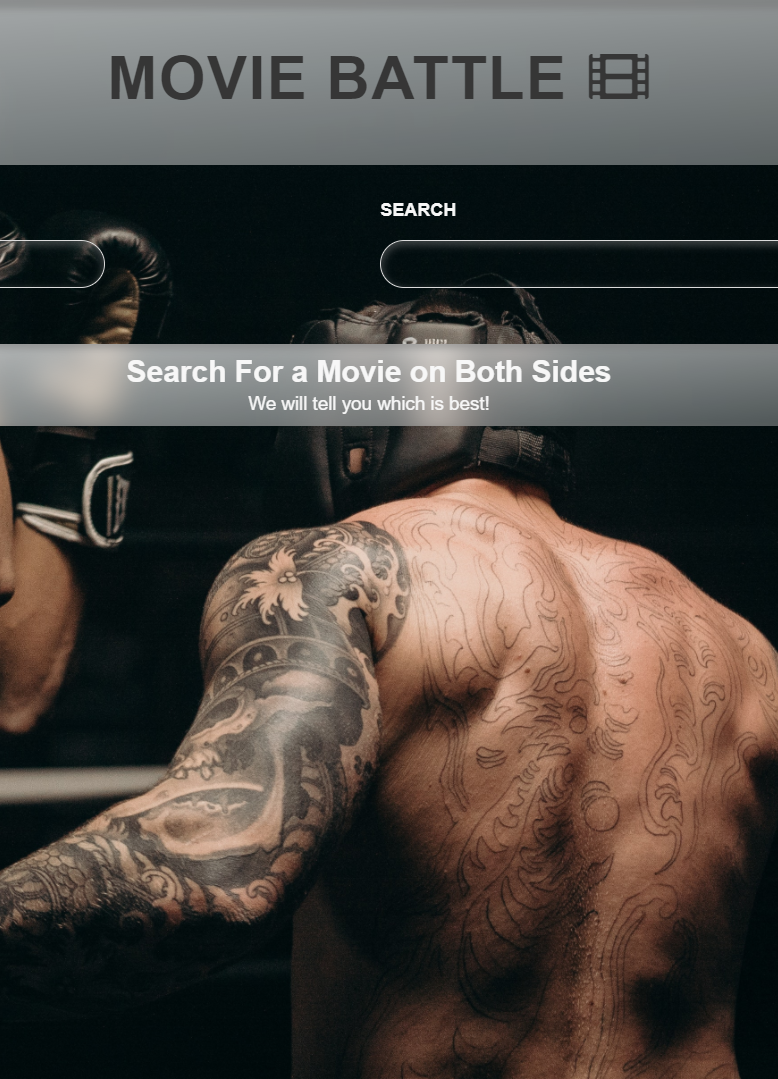 MOVIE BATTLE 🎞
SEARCH
Search For a Movie on Both Sides
We will tell you which is best!